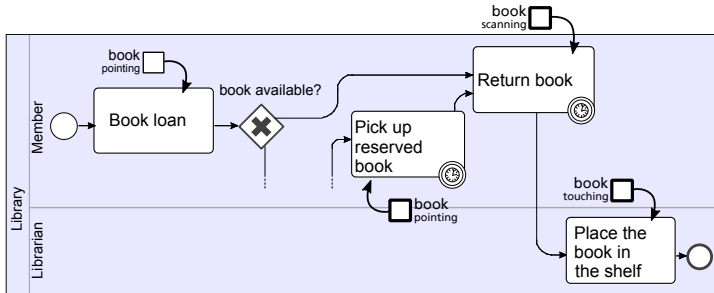 book
scanning
book
pointing
book available?
Return book
Book loan
Pick up
reserved
book
Member
book
pointing
book
touching
Library
Librarian
Place the
book in
the shelf